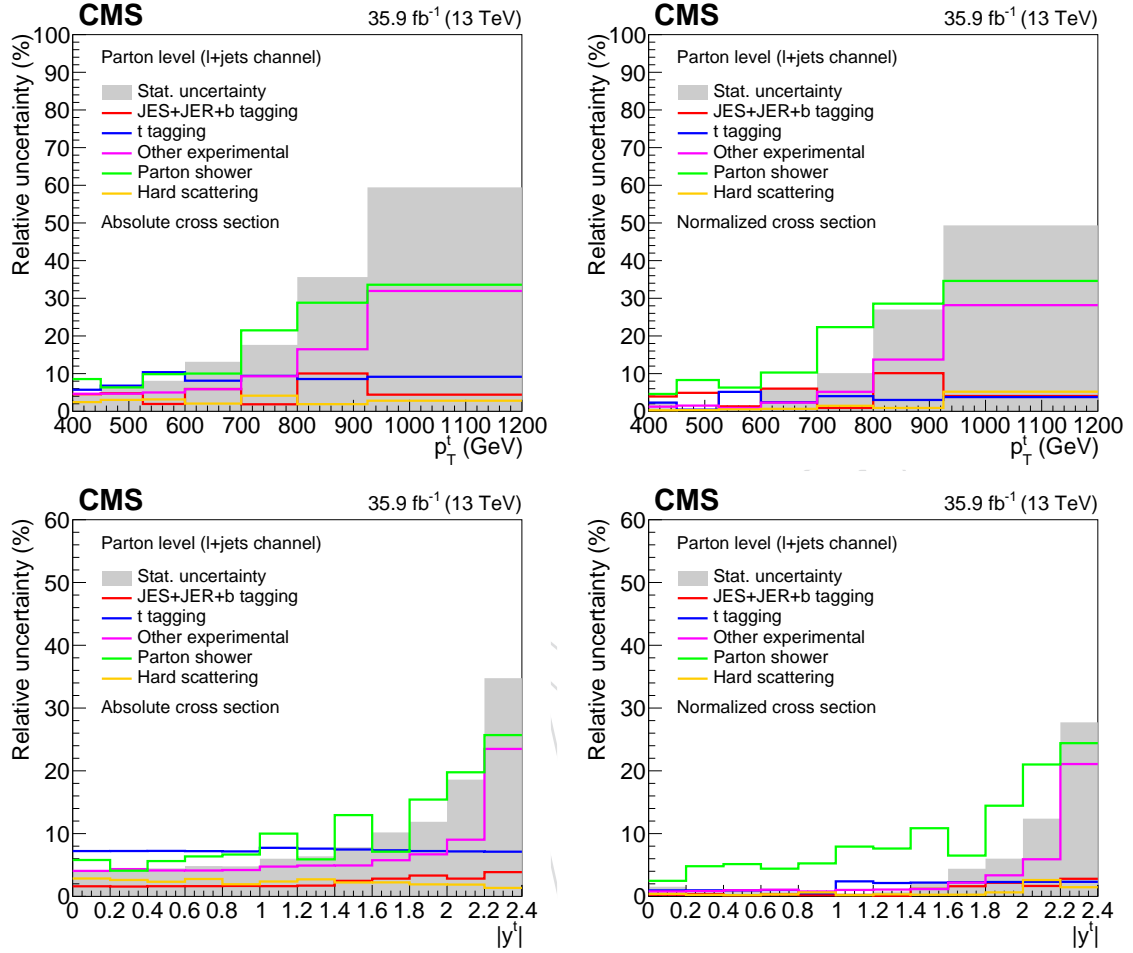 CMS
35.9 fb⁻¹ (13 TeV)
Relative uncertainty (%)
100
90
80
70
60
50
40
30
20
10
0
Parton level (l+jets channel)
Stat. uncertainty
JES+JER+b tagging
t tagging
Other experimental
Parton shower
Hard scattering
Absolute cross section
400 500 600 700 800 900 1000 1100 1200
p_T^t (GeV)
CMS
35.9 fb⁻¹ (13 TeV)
Relative uncertainty (%)
100
90
80
70
60
50
40
30
20
10
0
Parton level (l+jets channel)
Stat. uncertainty
JES+JER+b tagging
t tagging
Other experimental
Parton shower
Hard scattering
Normalized cross section
400 500 600 700 800 900 1000 1100 1200
p_T^t (GeV)
CMS
35.9 fb⁻¹ (13 TeV)
Relative uncertainty (%)
60
50
40
30
20
10
0
Parton level (l+jets channel)
Stat. uncertainty
JES+JER+b tagging
t tagging
Other experimental
Parton shower
Hard scattering
Absolute cross section
0 0.2 0.4 0.6 0.8 1 1.2 1.4 1.6 1.8 2 2.2 2.4
|y^t|
CMS
35.9 fb⁻¹ (13 TeV)
Relative uncertainty (%)
60
50
40
30
20
10
0
Parton level (l+jets channel)
Stat. uncertainty
JES+JER+b tagging
t tagging
Other experimental
Parton shower
Hard scattering
Normalized cross section
0 0.2 0.4 0.6 0.8 1 1.2 1.4 1.6 1.8 2 2.2 2.4
|y^t|